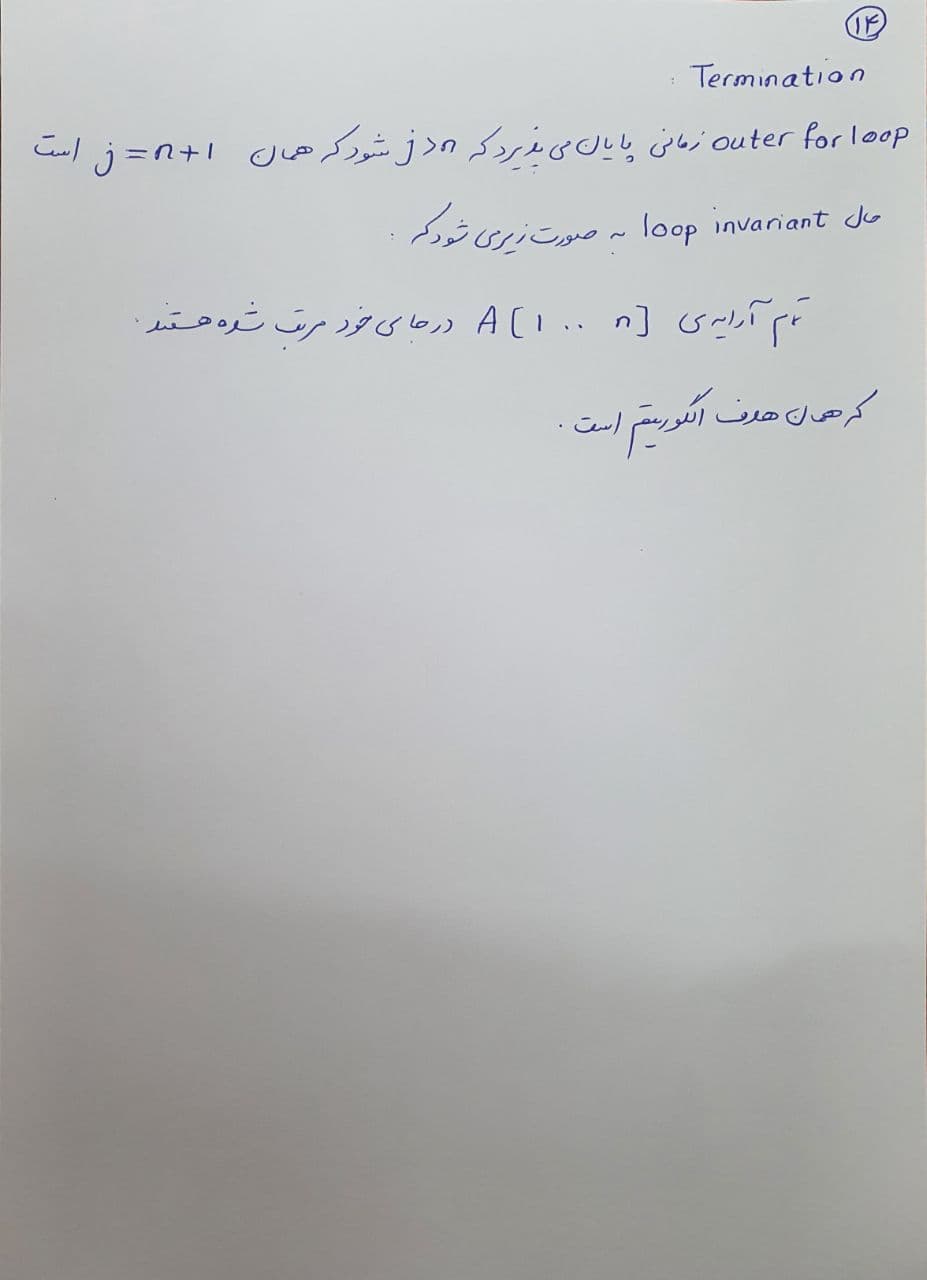 ۱۴
Termination :
outer for loop زمانی پایان می پذیرد که j>n شود که همان j=n+1 است
حال loop invariant به صورت زیر می شود که :
تمام آرایه ی A[1 .. n] در جای خود مرتب شده هستند.
که همان هدف الگوریتم است .